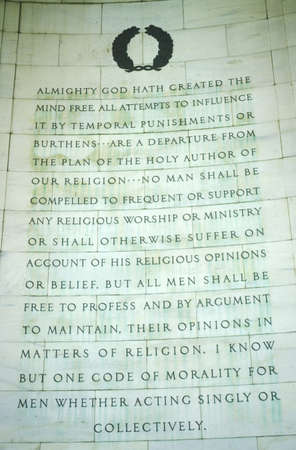 ALMIGHTY GOD HATH CREATED THE
MIND FREE. ALL ATTEMPTS TO INFLUENCE
IT BY TEMPORAL PUNISHMENTS OR
BURTHENS···ARE A DEPARTURE FROM
THE PLAN OF THE HOLY AUTHOR OF
OUR RELIGION···NO MAN SHALL BE
COMPELLED TO FREQUENT OR SUPPORT
ANY RELIGIOUS WORSHIP OR MINISTRY
OR SHALL OTHERWISE SUFFER ON
ACCOUNT OF HIS RELIGIOUS OPINIONS
OR BELIEF, BUT ALL MEN SHALL BE
FREE TO PROFESS AND BY ARGUMENT
TO MAINTAIN, THEIR OPINIONS IN
MATTERS OF RELIGION. I KNOW
BUT ONE CODE OF MORALITY FOR
MEN WHETHER ACTING SINGLY OR
COLLECTIVELY.